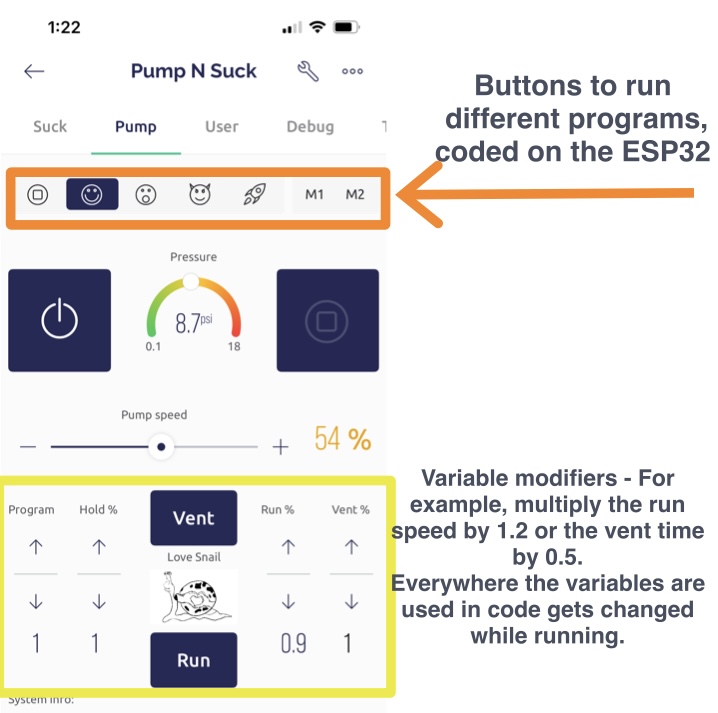 1:22
Pump N Suck
Suck Pump User Debug
Buttons to run
different programs,
coded on the ESP32
M1 M2
Pressure
8.7psi
0.1 18
Pump speed
54 %
Program Hold % Vent Run % Vent %
Love Snail
1 1 Run 0.9 1
System info:
Variable modifiers - For
example, multiply the run
speed by 1.2 or the vent time
by 0.5.
Everywhere the variables are
used in code gets changed
while running.